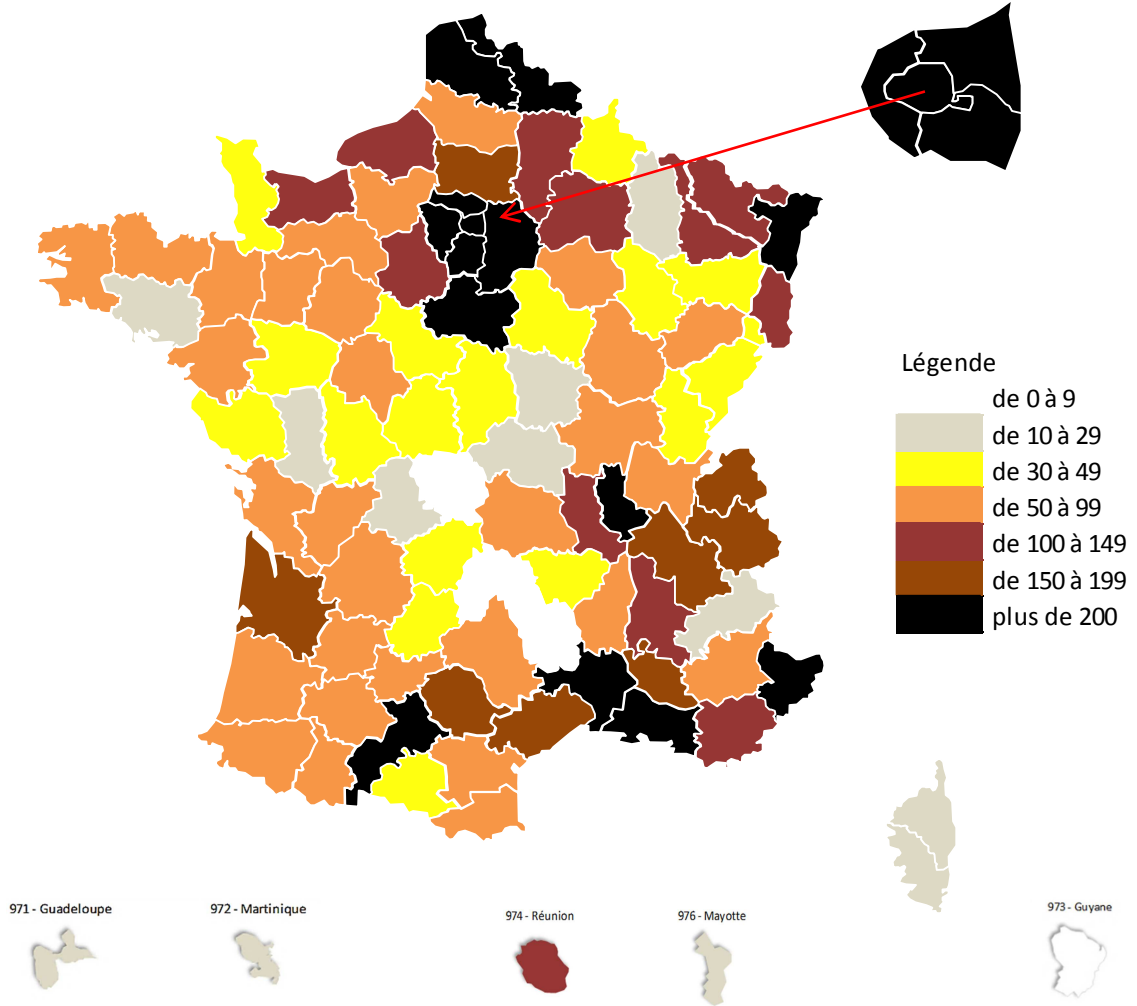 Légende
de 0 à 9
de 10 à 29
de 30 à 49
de 50 à 99
de 100 à 149
de 150 à 199
plus de 200
971 - Guadeloupe
972 - Martinique
974 - Réunion
976 - Mayotte
973 - Guyane